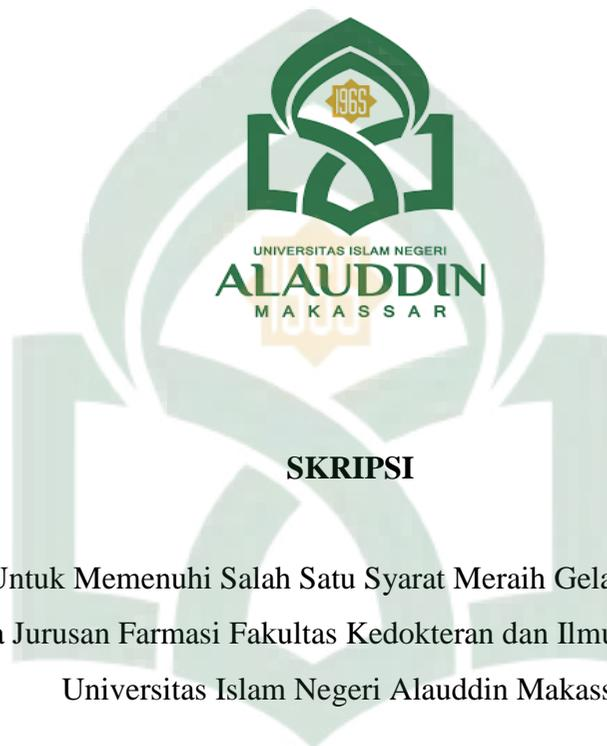 1965
UNIVERSITAS ISLAM NEGERI
ALAUDDIN
MAKASSAR
SKRIPSI
Untuk Memenuhi Salah Satu Syarat Meraih Gela
a Jurusan Farmasi Fakultas Kedokteran dan Ilmu
Universitas Islam Negeri Alauddin Makass